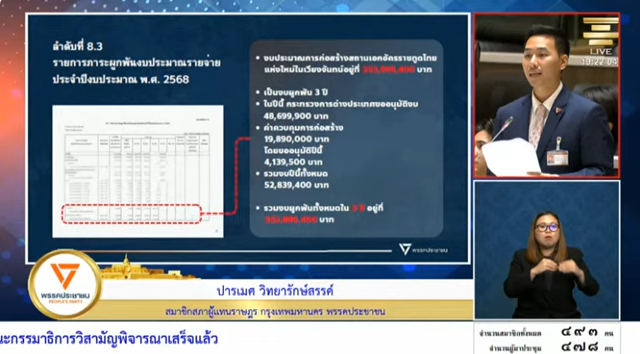 ลำดับที่ 8.3
รายการภาระผูกพันงบประมาณรายจ่าย
ประจำปีงบประมาณ พ.ศ. 2568
งบประมาณการก่อสร้างสถานเอกอัครราชทูตไทย
แห่งใหม่ในเวียงจันทน์อยู่ที่ บาท
เป็นงบผูกพัน 3 ปี
ในปีนี้ กระทรวงการต่างประเทศขออนุมัติงบ
48,699,900 บาท
ค่าควบคุมการก่อสร้าง
19,890,000 บาท
โดยขออนุมัติปีนี้
4,139,500 บาท
รวมงบปีนี้ทั้งหมด
52,839,400 บาท
รวมงบผูกพันทั้งหมดใน 3 ปี อยู่ที่
บาท
พรรคประชาชน
LIVE
10:22:04
พรรคประชาชน
PEOPLE'S PARTY
ปารเมศ วิทยารักษ์สรรค์
สมาชิกสภาผู้แทนราษฎร กรุงเทพมหานคร พรรคประชาชน
ณะกรรมาธิการวิสามัญพิจารณาเสร็จแล้ว
จำนวนสมาชิกทั้งหมด ๔๙๓ คน
จำนวนผู้มาประชุม ๔๗๘ คน